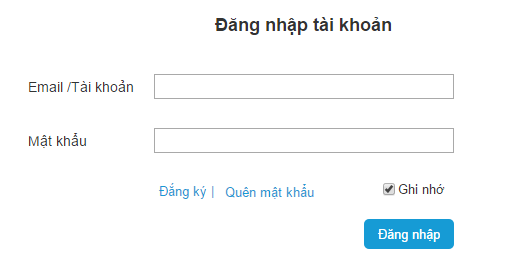 Đăng nhập tài khoản
Email /Tài khoản
Mật khẩu
Đăng ký | Quên mật khẩu Ghi nhớ
Đăng nhập